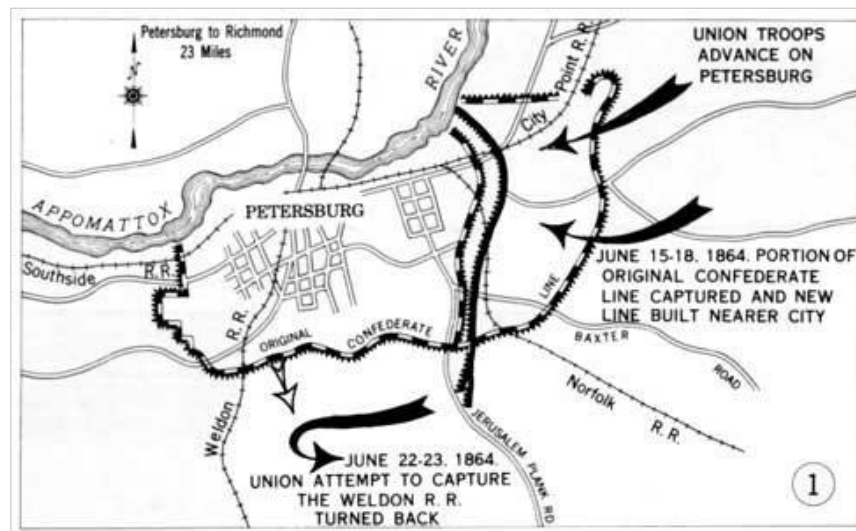 Petersburg to Richmond
23 Miles
N
RIVER
Point R. R.
City
UNION TROOPS
ADVANCE ON
PETERSBURG
APPOMATTOX
PETERSBURG
Southside
R. R.
JUNE 15-18. 1864. PORTION OF
ORIGINAL CONFEDERATE
LINE CAPTURED AND NEW
LINE BUILT NEARER CITY
R. R.
ORIGINAL
CONFEDERATE
LINE
BAXTER
ROAD
Weldon
Norfolk
R. R.
JERUSALEM PLANK RD
JUNE 22-23. 1864.
UNION ATTEMPT TO CAPTURE
THE WELDON R. R.
TURNED BACK
1